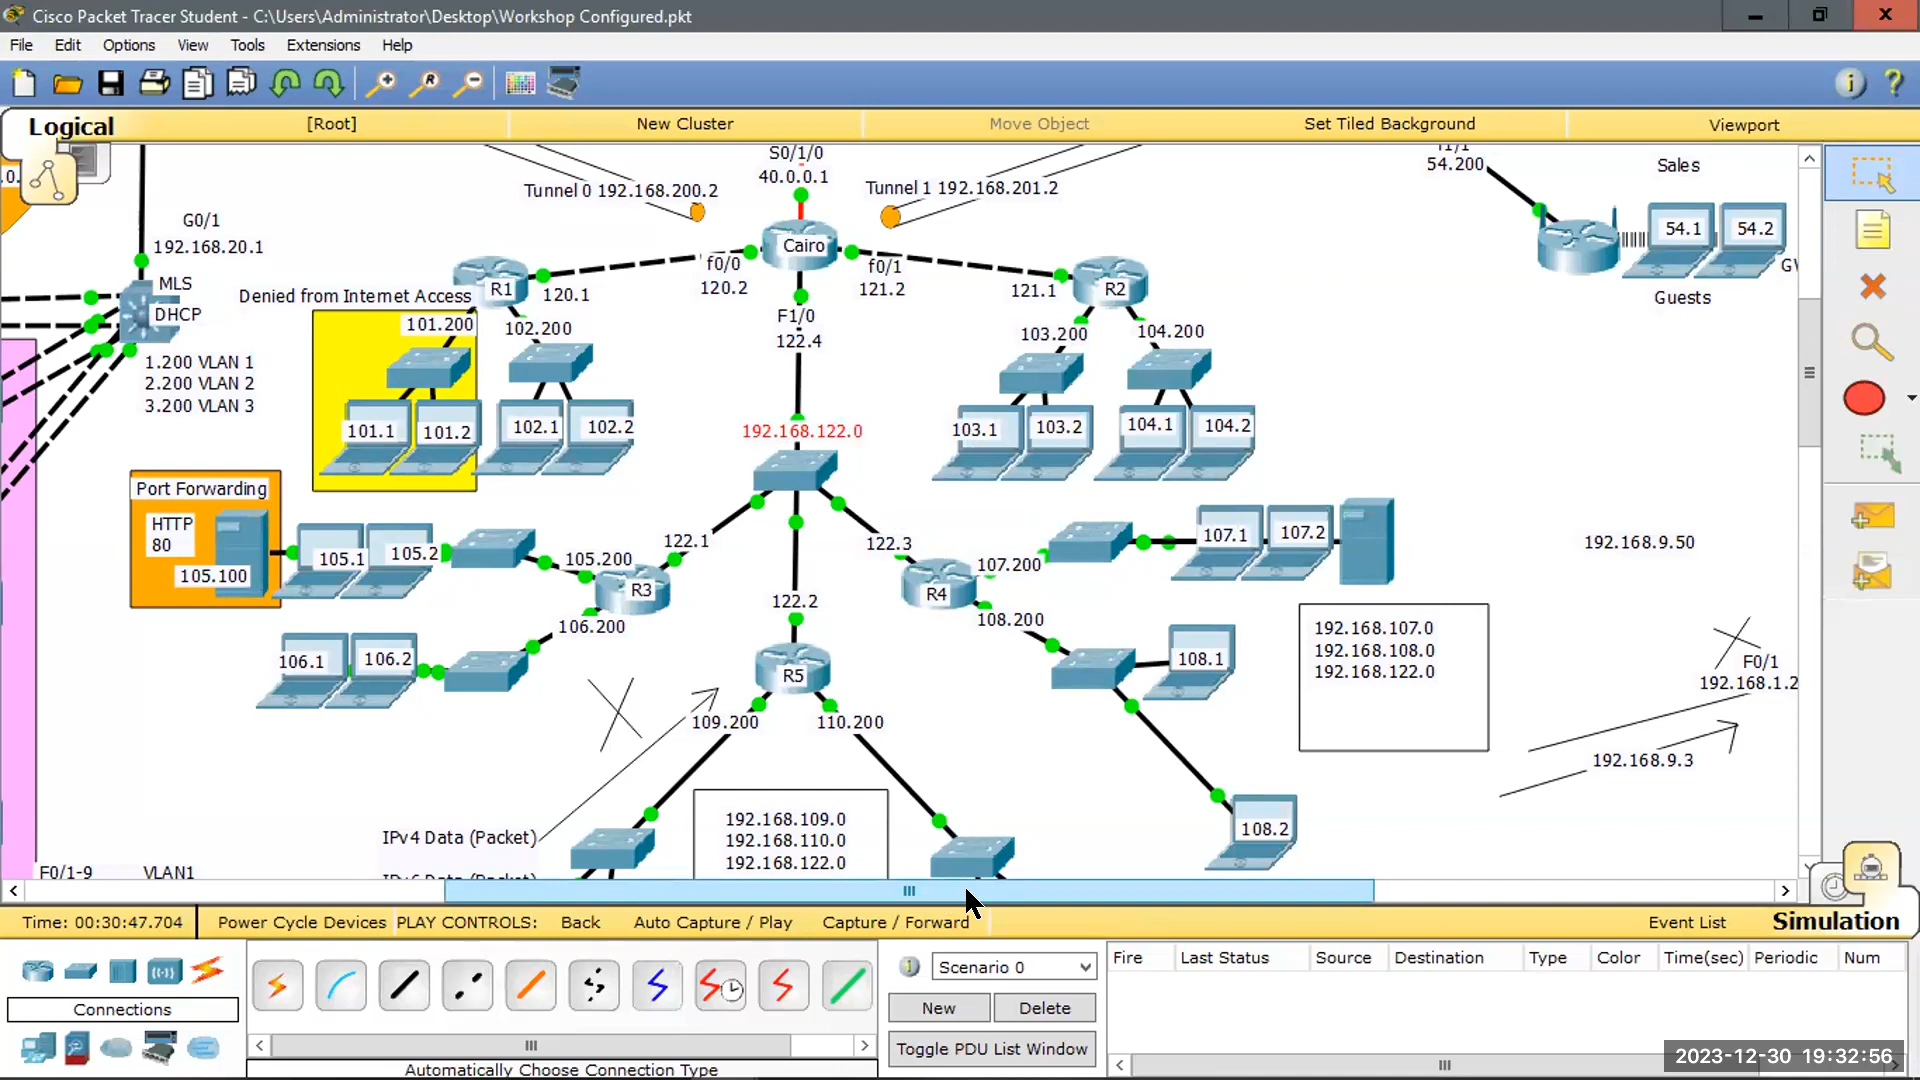 Cisco Packet Tracer Student - C:\Users\Administrator\Desktop\Workshop Configured.pkt
File Edit Options View Tools Extensions Help
Logical [Root] New Cluster Move Object Set Tiled Background Viewport
S0/1/0
40.0.0.1
Tunnel 0 192.168.200.2
Tunnel 1 192.168.201.2
54.200
Sales
54.1
54.2
Guests
G0/1
192.168.20.1
MLS
DHCP
1.200 VLAN 1
2.200 VLAN 2
3.200 VLAN 3
Cairo
f0/0
120.2
f0/1
121.2
F1/0
122.4
R1
120.1
Denied from Internet Access
101.200
102.200
101.1
101.2
102.1
102.2
R2
121.1
103.200
104.200
103.1
103.2
104.1
104.2
192.168.122.0
Port Forwarding
HTTP
80
105.100
105.1
105.2
105.200
122.1
R3
106.200
106.1
106.2
122.3
R4
107.200
107.1
107.2
192.168.9.50
108.200
108.1
108.2
192.168.107.0
192.168.108.0
192.168.122.0
F0/1
192.168.1.2
192.168.9.3
122.2
R5
109.200
110.200
192.168.109.0
192.168.110.0
192.168.122.0
IPv4 Data (Packet)
F0/1-9 VLAN1
Time: 00:30:47.704 Power Cycle Devices PLAY CONTROLS: Back Auto Capture / Play Capture / Forward Event List Simulation
Connections
Automatically Choose Connection Type
Scenario 0
New Delete
Toggle PDU List Window
Fire Last Status Source Destination Type Color Time(sec) Periodic Num
2023-12-30 19:32:56